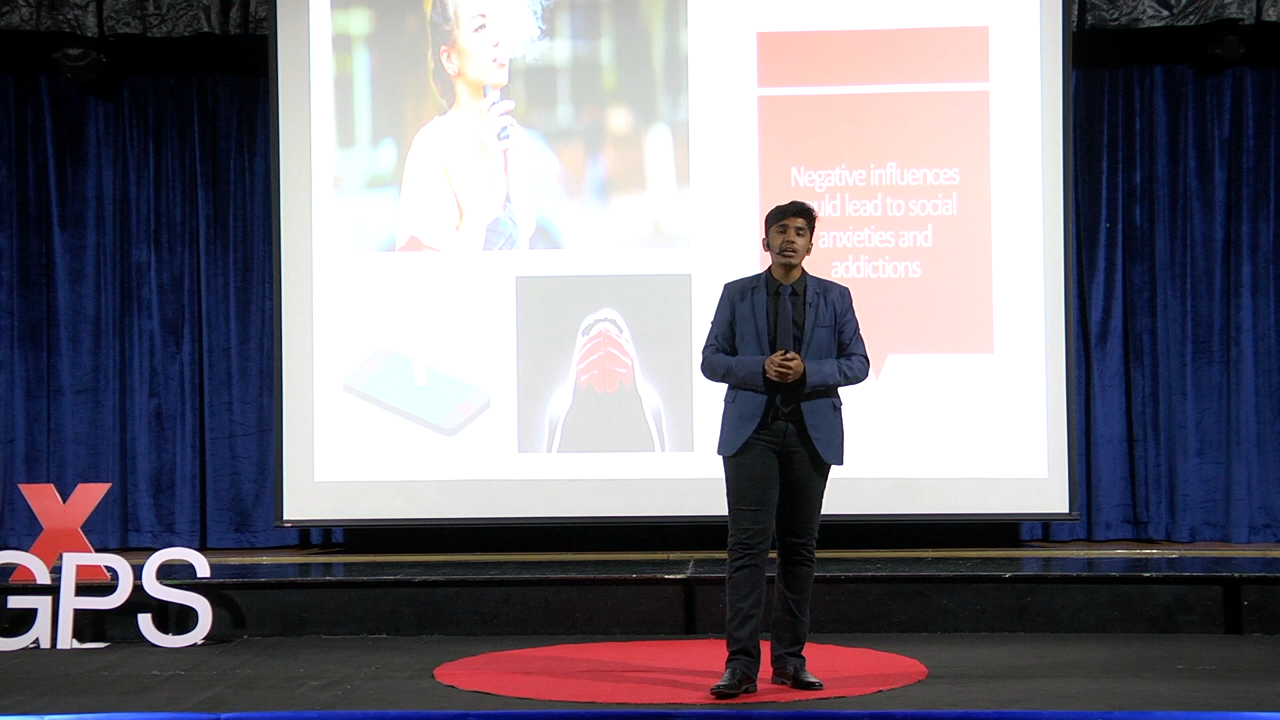 Negative influences
lead to social
anxieties and
addictions
X
GPS